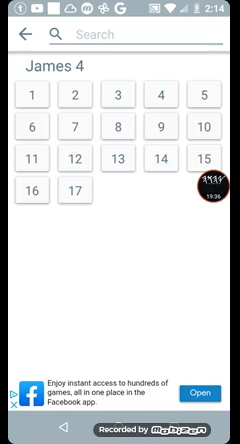 2:14
Search
James 4
1 2 3 4 5
6 7 8 9 10
11 12 13 14 15
16 17
19:36
Enjoy instant access to hundreds of
games, all in one place in the
Facebook app.
Open
Recorded by Mobizen